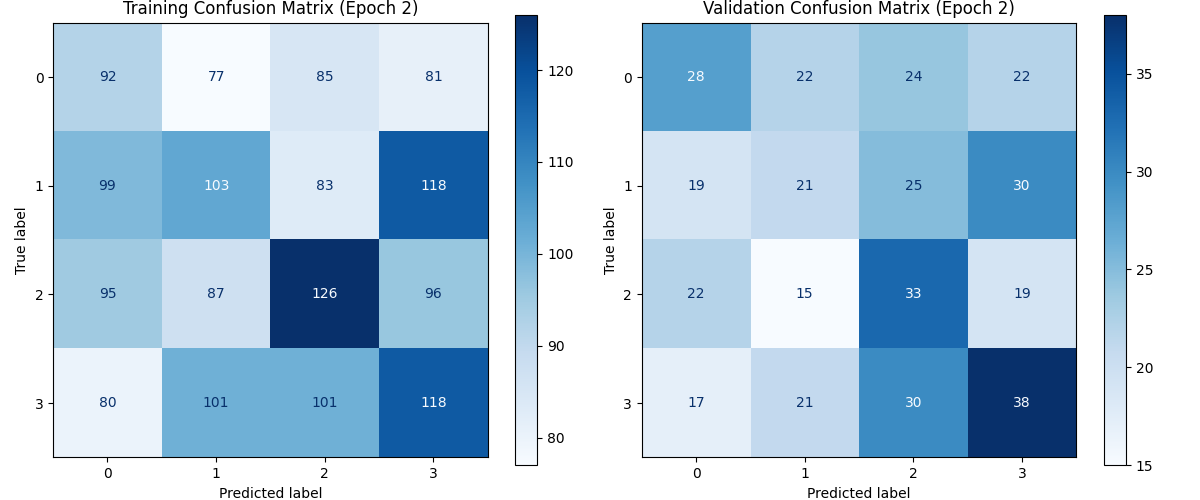 Training Confusion Matrix (Epoch 2)
0 92 77 85 81
1 99 103 83 118
2 95 87 126 96
3 80 101 101 118
0 1 2 3
Predicted label
True label
120
110
100
90
80
Validation Confusion Matrix (Epoch 2)
0 28 22 24 22
1 19 21 25 30
2 22 15 33 19
3 17 21 30 38
0 1 2 3
Predicted label
True label
35
30
25
20
15